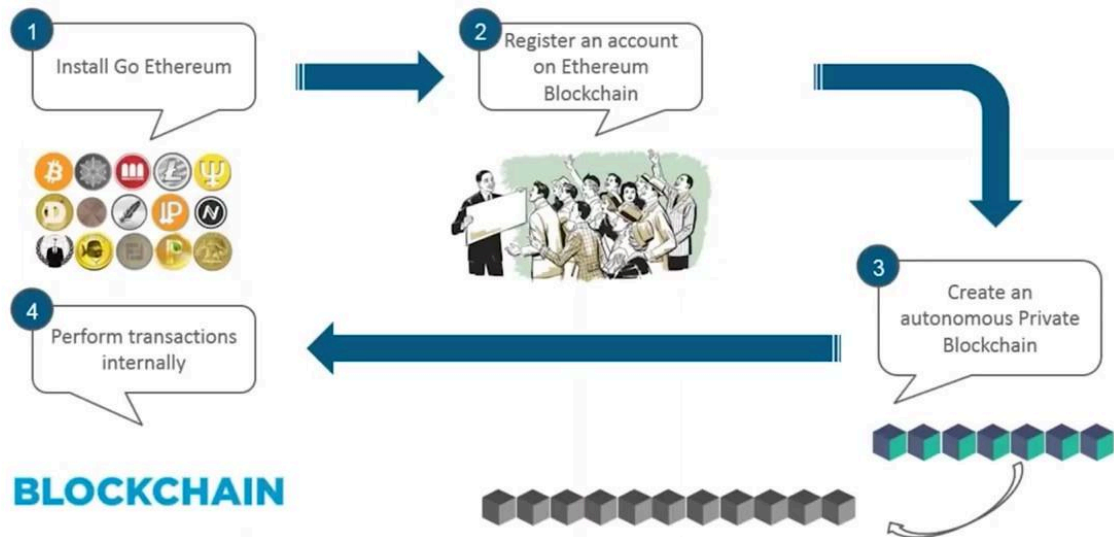 1
Install Go Ethereum
2
Register an account
on Ethereum
Blockchain
3
Create an
autonomous Private
Blockchain
4
Perform transactions
internally
BLOCKCHAIN